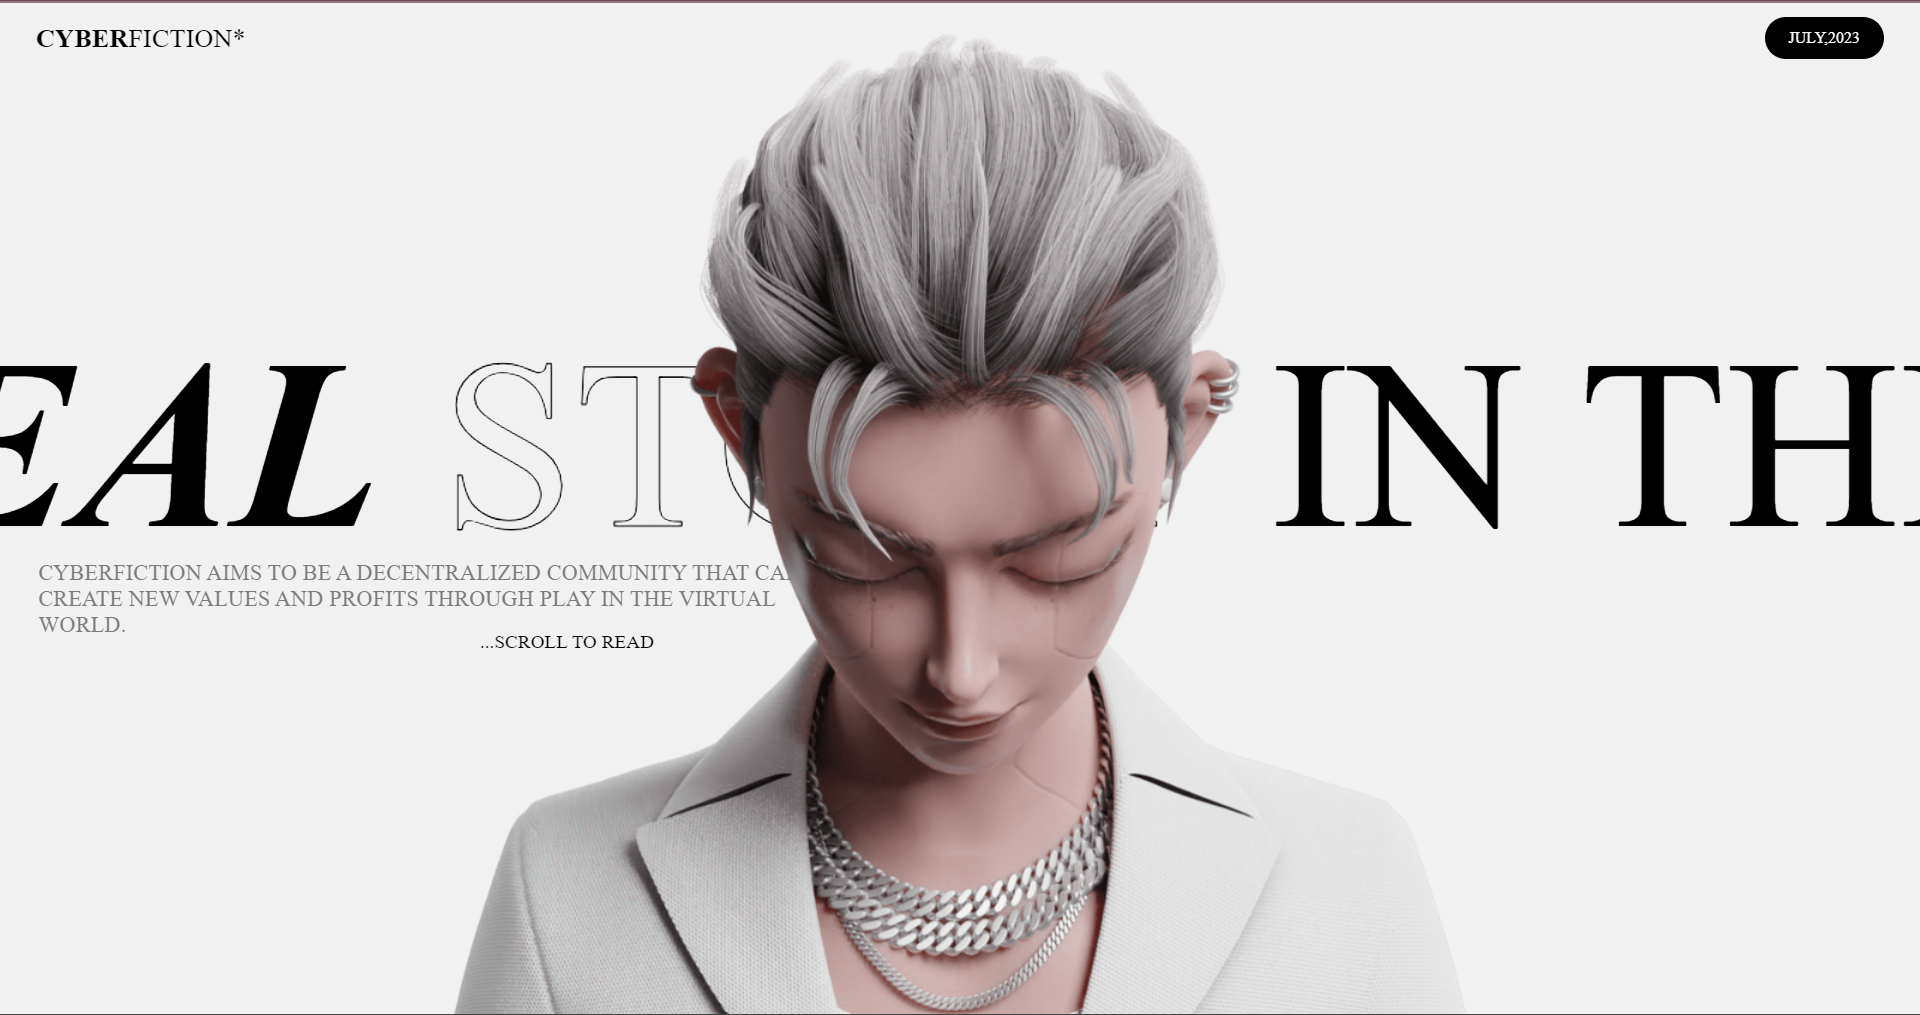 CYBERFICTION*
JULY,2023
EAL ST IN TH
CYBERFICTION AIMS TO BE A DECENTRALIZED COMMUNITY THAT CA
CREATE NEW VALUES AND PROFITS THROUGH PLAY IN THE VIRTUAL
WORLD.
...SCROLL TO READ